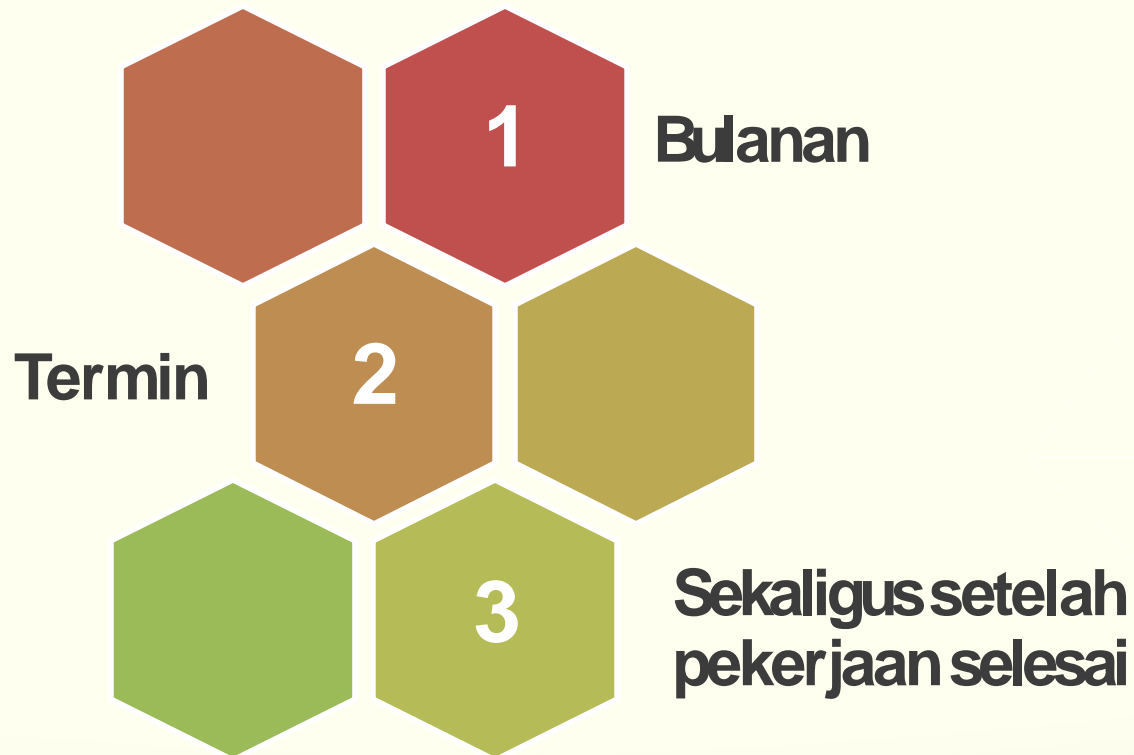 1
Bulanan
Termin
2
3
Sekaligus setelah
pekerjaan selesai